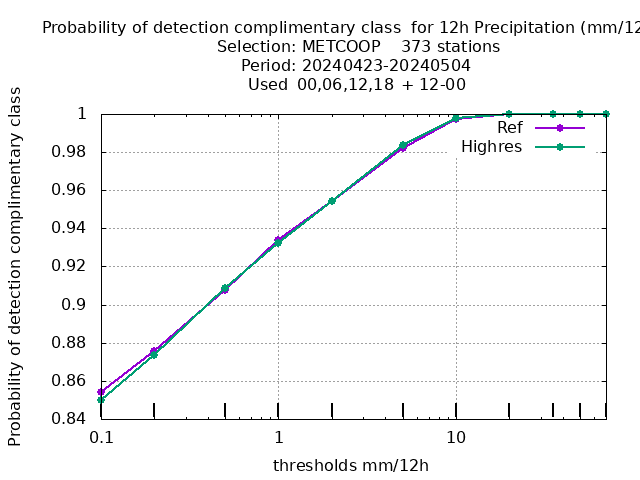 Probability of detection complimentary class  for 12h Precipitation (mm/12
Selection: METCOOP    373 stations
Period: 20240423-20240504
Used  00,06,12,18  + 12-00
Probability of detection complimentary class
1
0.98
0.96
0.94
0.92
0.9
0.88
0.86
0.84
Ref
Highres
0.1
1
10
thresholds mm/12h